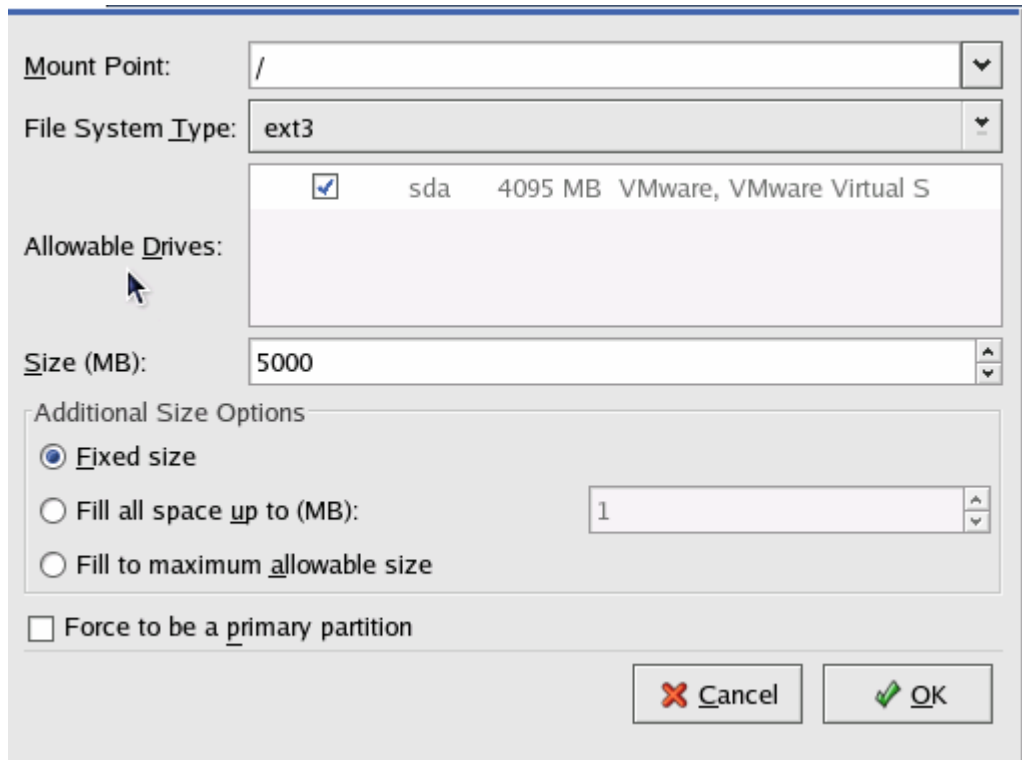 Mount Point: /
File System Type: ext3
Allowable Drives:
sda 4095 MB VMware, VMware Virtual S
Size (MB): 5000
Additional Size Options
Fixed size
Fill all space up to (MB): 1
Fill to maximum allowable size
Force to be a primary partition
Cancel OK